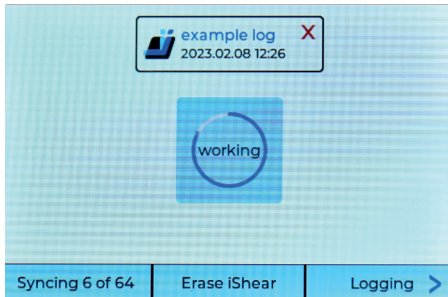 example log
X
2023.02.08 12:26
working
Syncing 6 of 64
Erase iShear
Logging >